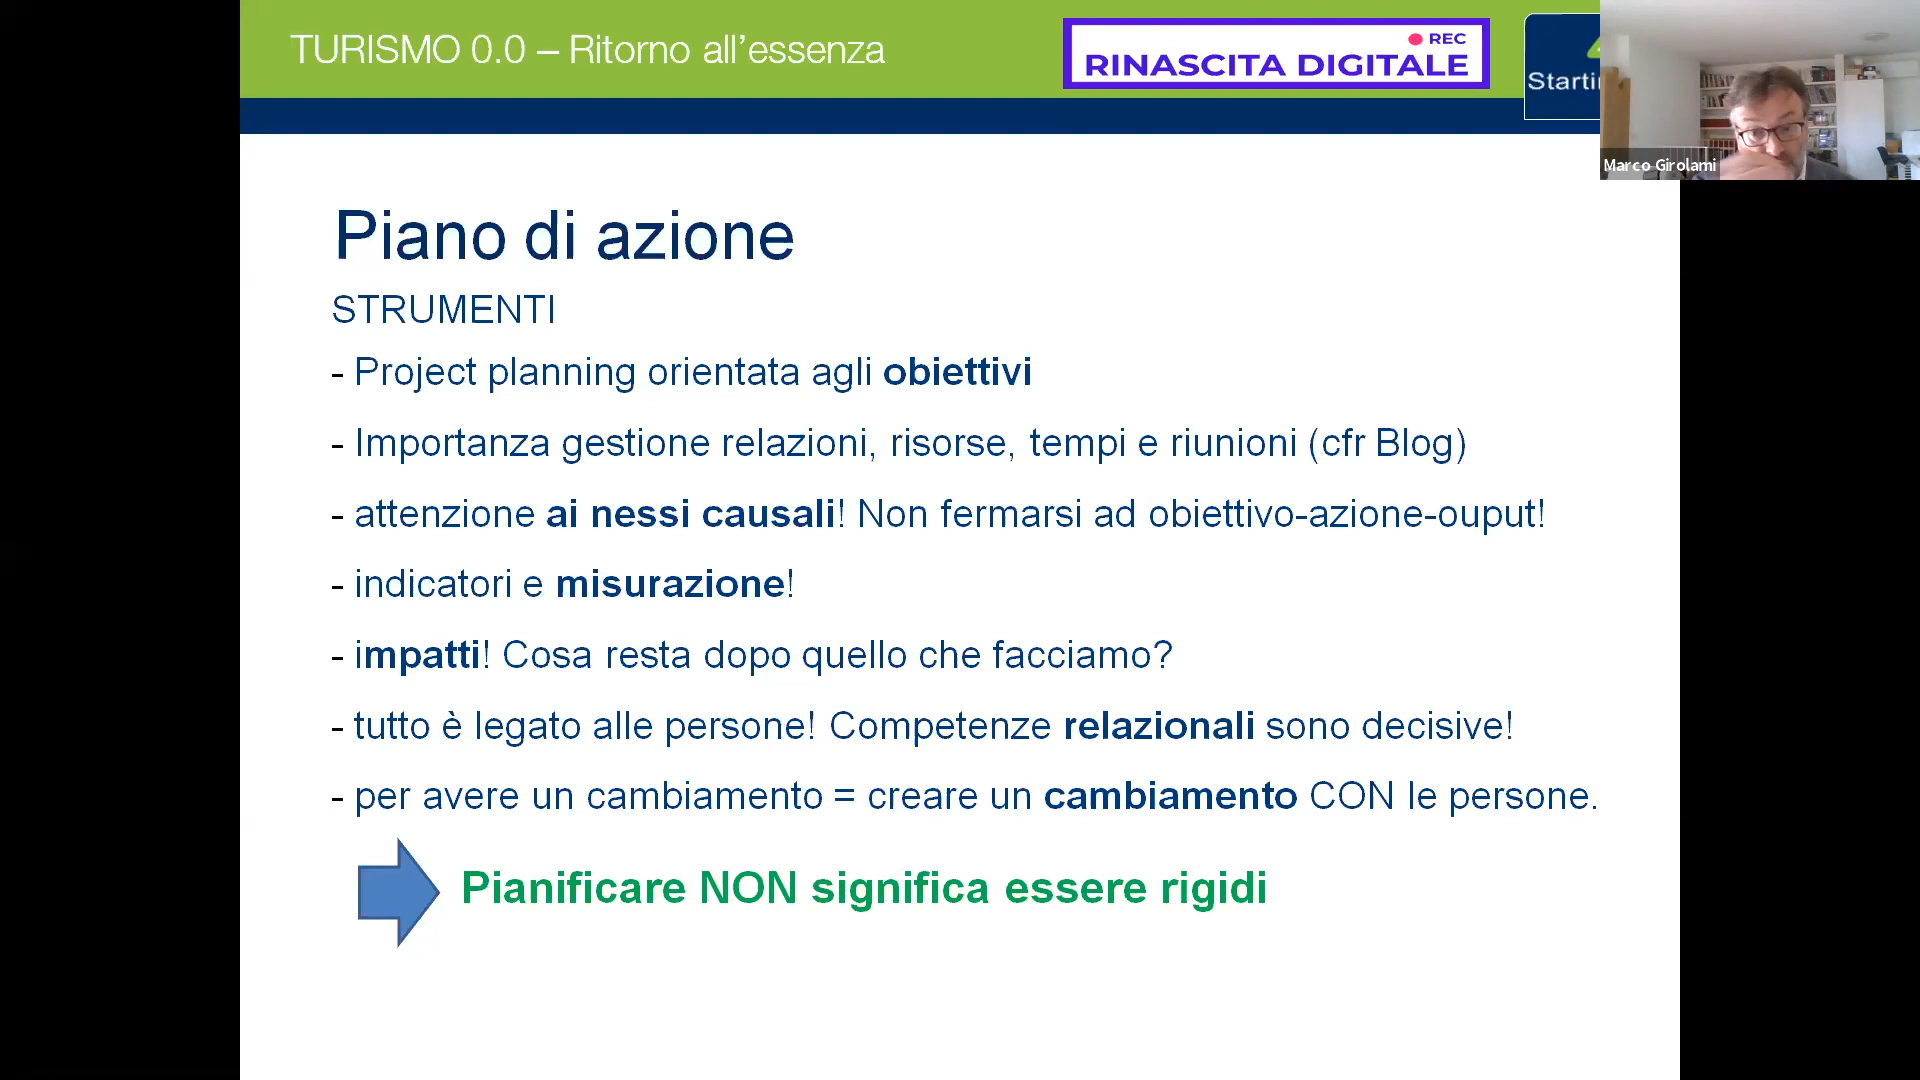 TURISMO 0.0 – Ritorno all'essenza
REC
RINASCITA DIGITALE
Marco Girolami
Piano di azione
STRUMENTI
- Project planning orientata agli obiettivi
- Importanza gestione relazioni, risorse, tempi e riunioni (cfr Blog)
- attenzione ai nessi causali! Non fermarsi ad obiettivo-azione-ouput!
- indicatori e misurazione!
- impatti! Cosa resta dopo quello che facciamo?
- tutto è legato alle persone! Competenze relazionali sono decisive!
- per avere un cambiamento = creare un cambiamento CON le persone.
Pianificare NON significa essere rigidi